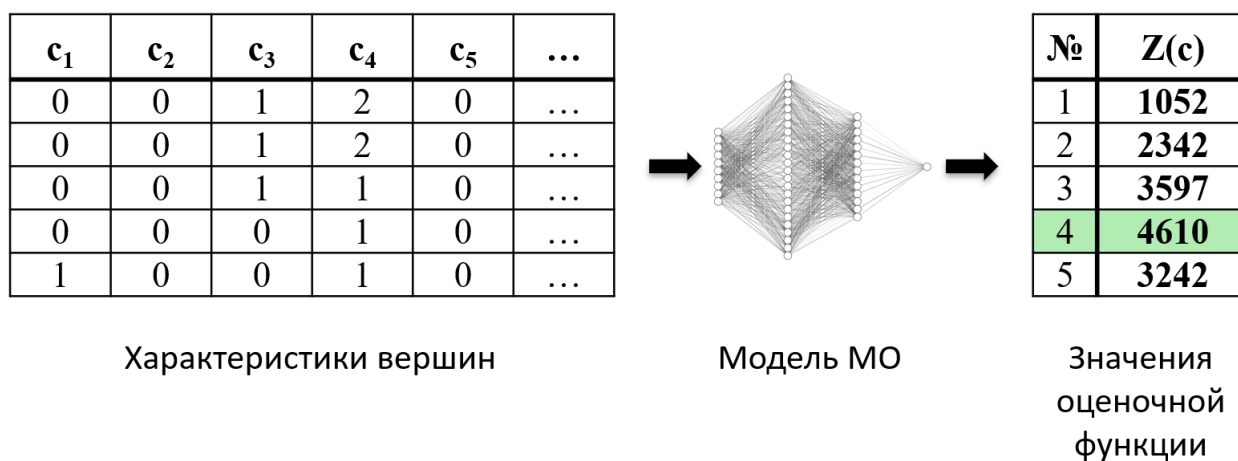 c₁ c₂ c₃ c₄ c₅ ...
0 0 1 2 0 ...
0 0 1 2 0 ...
0 0 1 1 0 ...
0 0 0 1 0 ...
1 0 0 1 0 ...
Характеристики вершин
Модель МО
№ Z(c)
1 1052
2 2342
3 3597
4 4610
5 3242
Значения
оценочной
функции